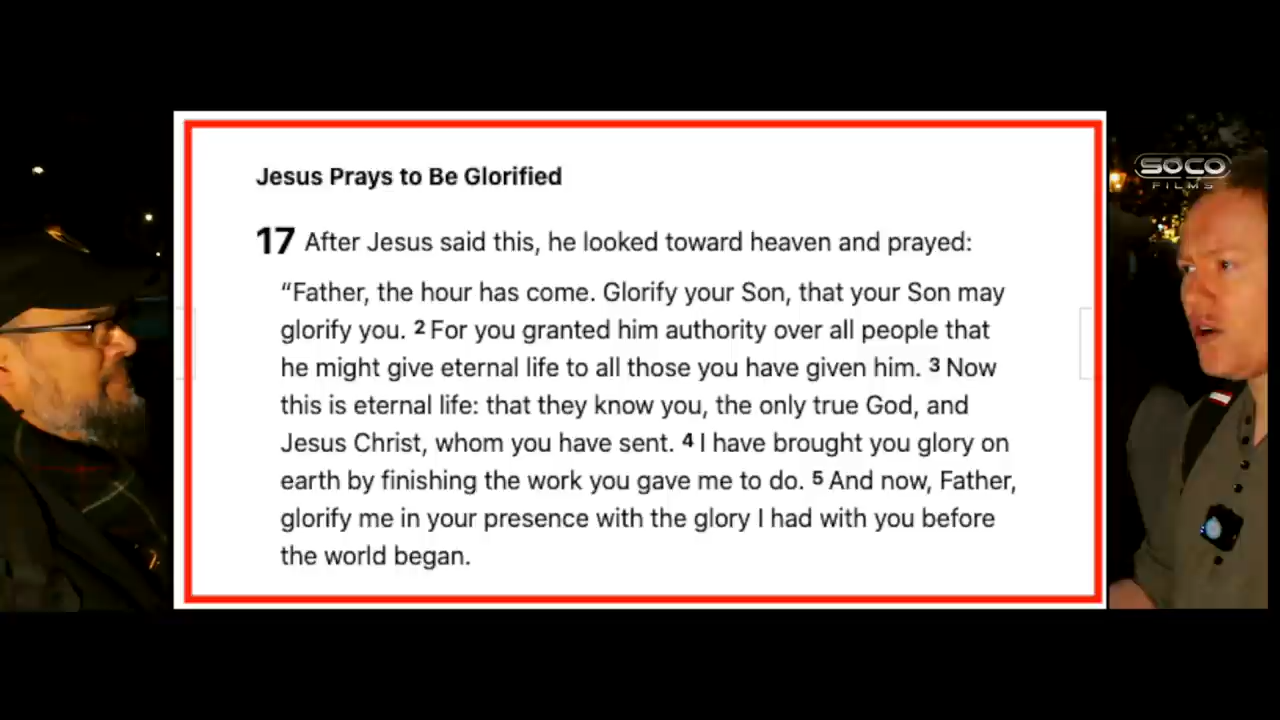 Jesus Prays to Be Glorified
17 After Jesus said this, he looked toward heaven and prayed:
“Father, the hour has come. Glorify your Son, that your Son may
glorify you. 2 For you granted him authority over all people that
he might give eternal life to all those you have given him. 3 Now
this is eternal life: that they know you, the only true God, and
Jesus Christ, whom you have sent. 4 I have brought you glory on
earth by finishing the work you gave me to do. 5 And now, Father,
glorify me in your presence with the glory I had with you before
the world began.
SOCO
FILMS